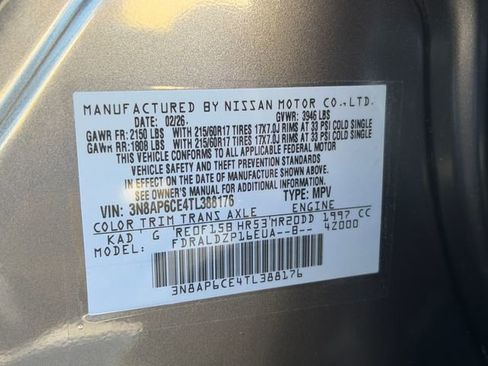 MANUFACTURED BY NISSAN MOTOR CO.,LTD.
DATE: 02/26. GVWR: 3946 LBS
GAWR FR: 2150 LBS WITH 215/60R17 TIRES 17X7.0J RIMS AT 33 PSI COLD SINGLE
GAWR RR: 1808 LBS WITH 215/60R17 TIRES 17X7.0J RIMS AT 33 PSI COLD SINGLE
THIS VEHICLE CONFORMS TO ALL APPLICABLE FEDERAL MOTOR
VEHICLE SAFETY AND THEFT PREVENTION STANDARDS
IN EFFECT ON THE DATE OF MANUFACTURE SHOWN ABOVE.
SEE OWNER'S MANUAL FOR ADDITIONAL INFORMATION
VIN: 3N8AP6CE4TL388176 TYPE: MPV
COLOR TRIM TRANS AXLE ENGINE
KAD G RE0F15B HR53 MR20DD 1997 CC
MODEL: FDRALDZP16EUA--B-- 4Z000
3N8AP6CE4TL388176